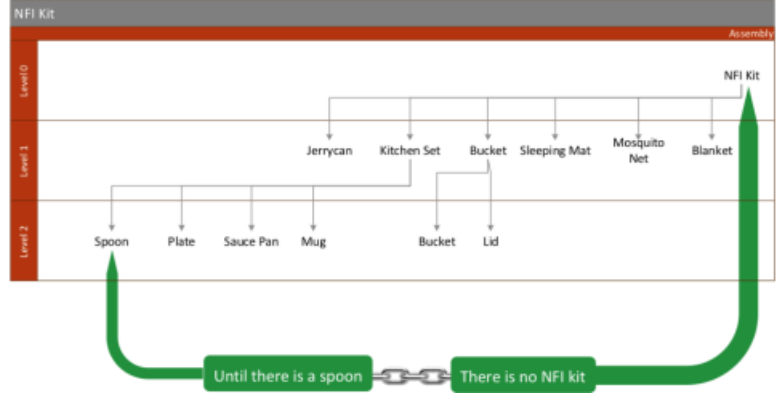 NFI Kit
Assembly
Level 0
NFI Kit
Level 1
Jerrycan
Kitchen Set
Bucket
Sleeping Mat
Mosquito
Net
Blanket
Level 2
Spoon
Plate
Sauce Pan
Mug
Bucket
Lid
Until there is a spoon
There is no NFI kit